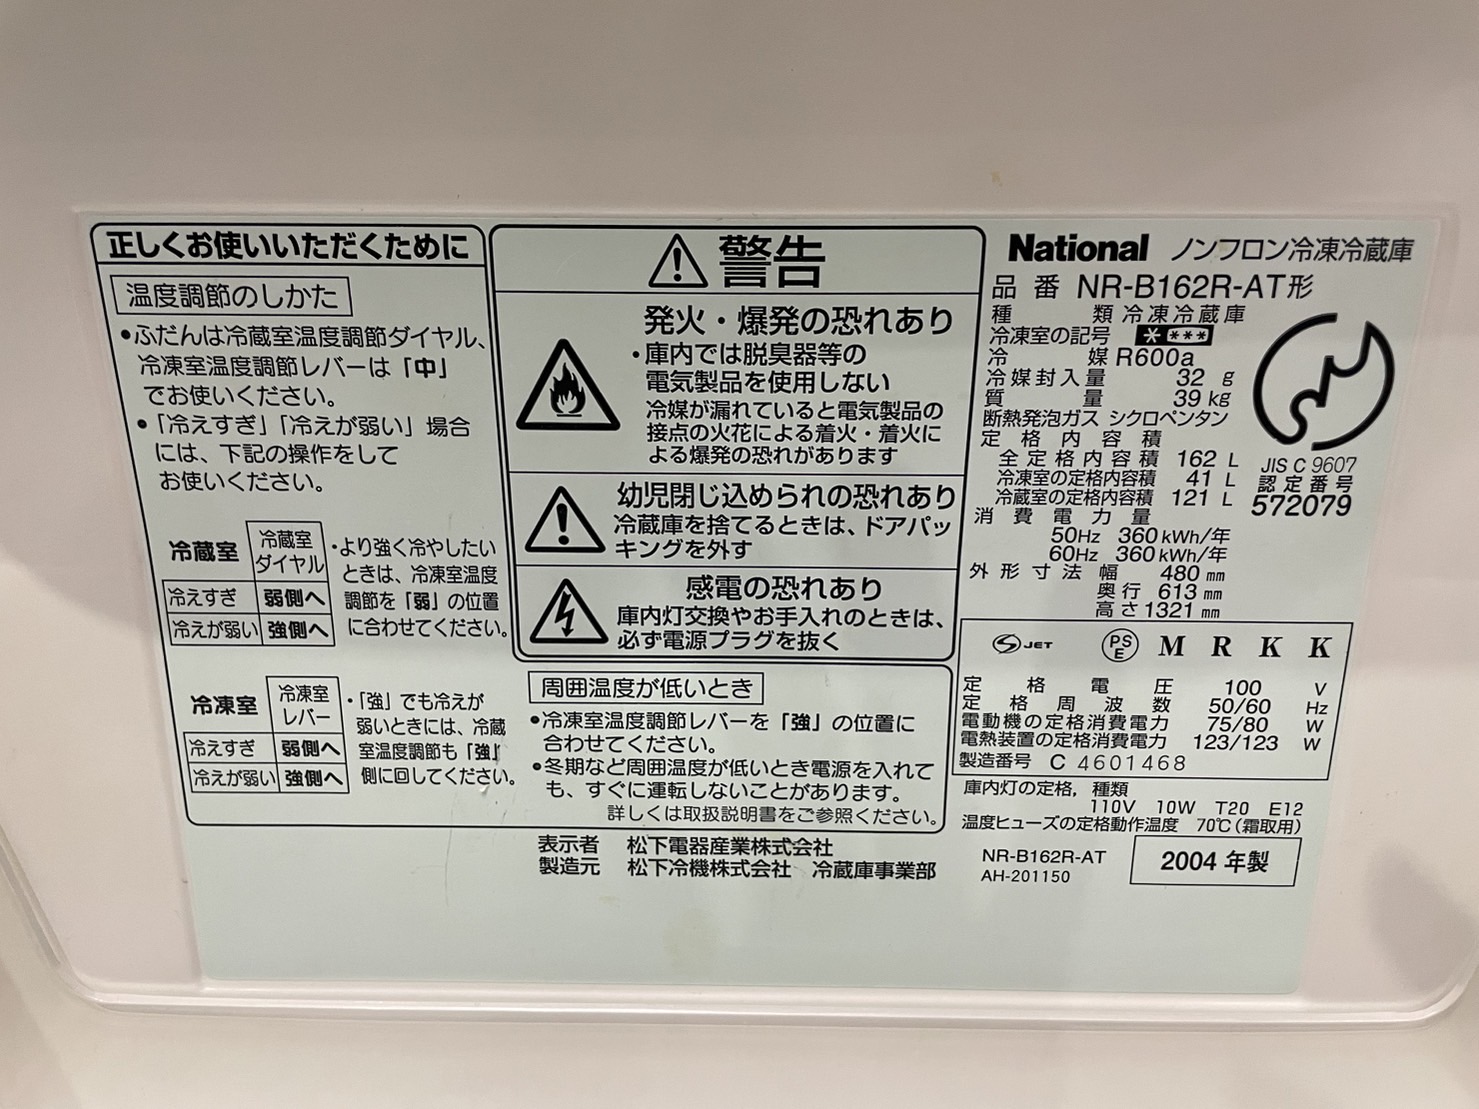 正しくお使いいただくために
温度調節のしかた
•ふだんは冷蔵室温度調節ダイヤル、
冷凍室温度調節レバーは「中」
でお使いください。
•「冷えすぎ」「冷えが弱い」場合
には、下記の操作をして
お使いください。
冷蔵室
冷蔵室
ダイヤル
冷えすぎ 弱側へ
冷えが弱い 強側へ
・より強く冷やしたい
ときは、冷凍室温度
調節を「弱」の位置
に合わせてください。
冷凍室
冷凍室
レバー
冷えすぎ 弱側へ
冷えが弱い 強側へ
・「強」でも冷えが
弱いときには、冷蔵
室温度調節も「強」
側に回してください。
警告
発火・爆発の恐れあり
・庫内では脱臭器等の
電気製品を使用しない
冷媒が漏れていると電気製品の
接点の火花による着火・着火に
よる爆発の恐れがあります
幼児閉じ込められの恐れあり
冷蔵庫を捨てるときは、ドアパッ
キングを外す
感電の恐れあり
庫内灯交換やお手入れのときは、
必ず電源プラグを抜く
周囲温度が低いとき
•冷凍室温度調節レバーを「強」の位置に
合わせてください。
•冬期など周囲温度が低いとき電源を入れて
も、すぐに運転しないことがあります。
詳しくは取扱説明書をご参照ください。
表示者 松下電器産業株式会社
製造元 松下冷機株式会社 冷蔵庫事業部
National ノンフロン冷凍冷蔵庫
品番 NR-B162R-AT形
種類 冷凍冷蔵庫
冷凍室の記号 * ***
冷媒 R600a
冷媒封入量 32 g
質量 39 kg
断熱発泡ガス シクロペンタン
定格内容積
全定格内容積 162 L
冷凍室の定格内容積 41 L
冷蔵室の定格内容積 121 L
消費電力量
50Hz 360 kWh/年
60Hz 360 kWh/年
外形寸法 幅 480 mm
奥行 613 mm
高さ 1321 mm
JIS C 9607
認定番号
572079
S JET PS E M R K K
定格電圧 100 V
定格周波数 50/60 Hz
電動機の定格消費電力 75/80 W
電熱装置の定格消費電力 123/123 W
製造番号 C 4601468
庫内灯の定格，種類
110V 10W T20 E12
温度ヒューズの定格動作温度 70℃（霜取用）
NR-B162R-AT
AH-201150
2004 年製